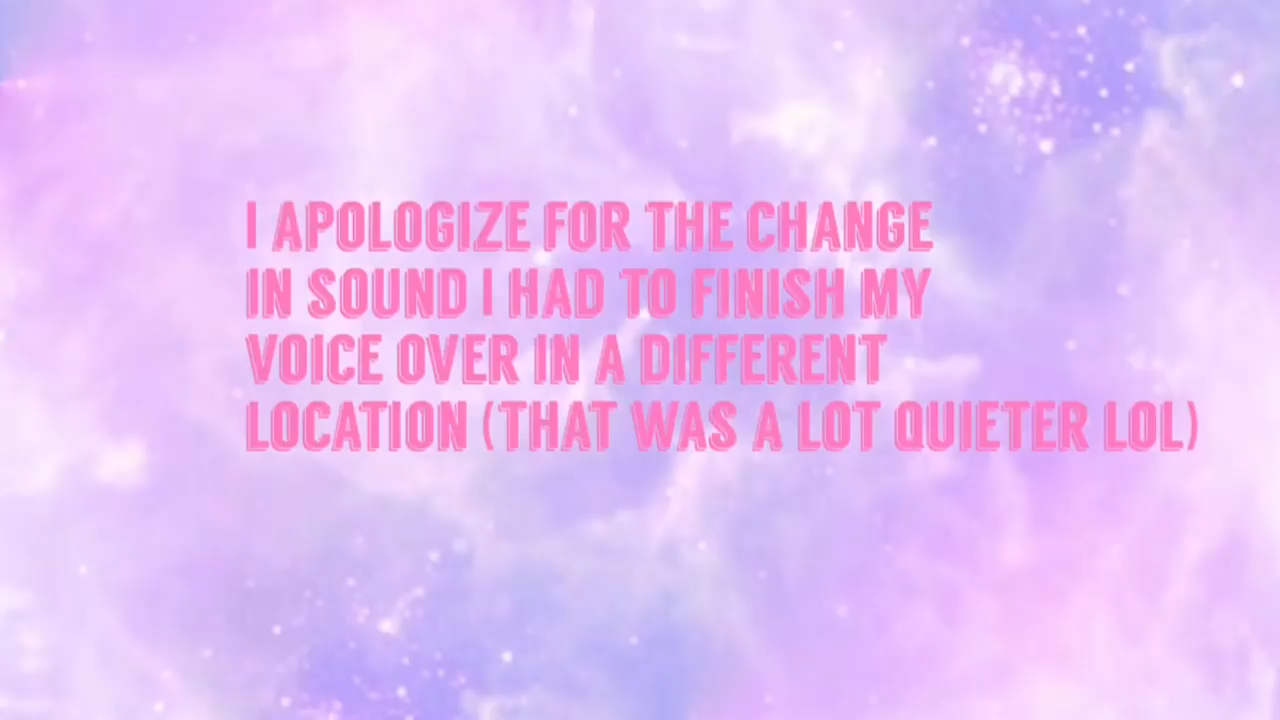 I APOLOGIZE FOR THE CHANGE
IN SOUND I HAD TO FINISH MY
VOICE OVER IN A DIFFERENT
LOCATION (THAT WAS A LOT QUIETER LOL)